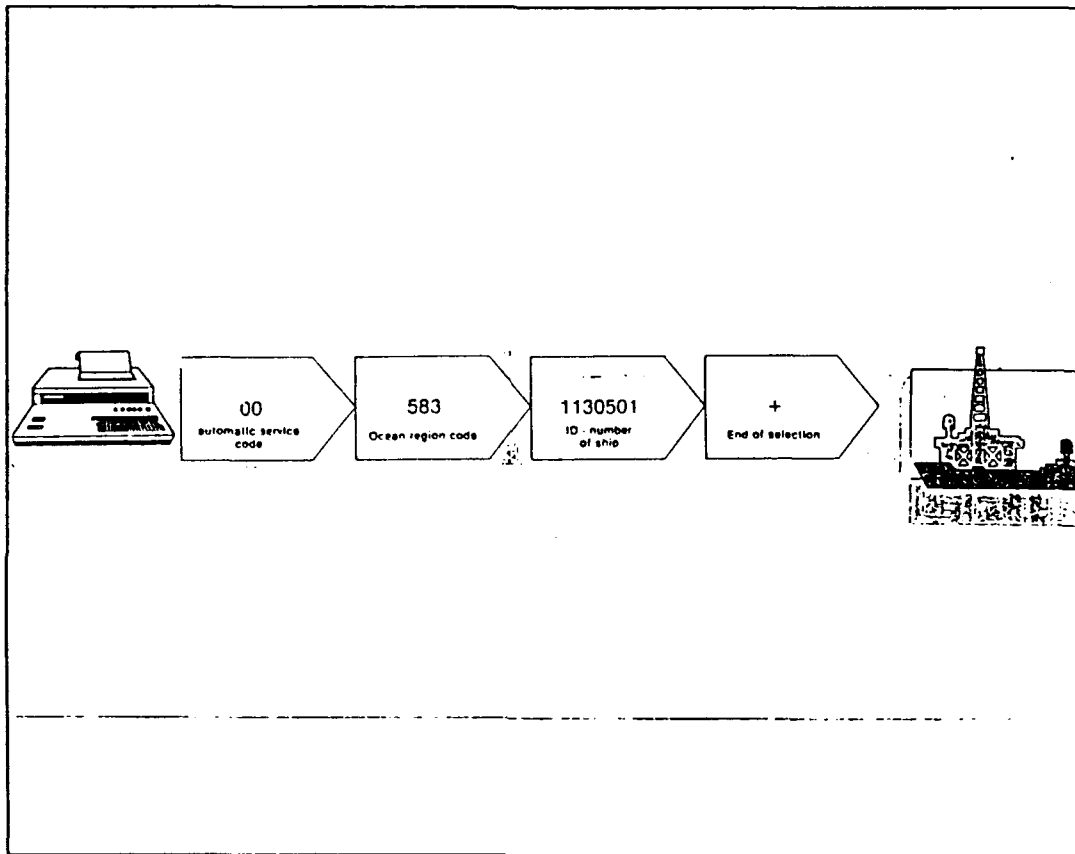 00
automatic service
code
583
Ocean region code
1130501
ID - number
of ship
+
End of selection